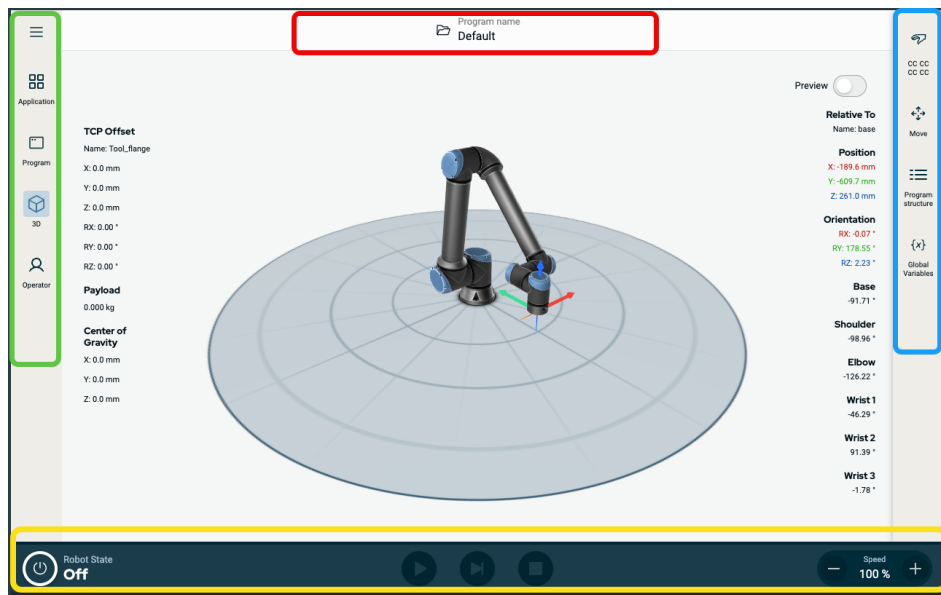 Program name
Default
Application
Program
3D
Operator
TCP Offset
Name: Tool_flange
X: 0.0 mm
Y: 0.0 mm
Z: 0.0 mm
RX: 0.00 °
RY: 0.00 °
RZ: 0.00 °
Payload
0.000 kg
Center of
Gravity
X: 0.0 mm
Y: 0.0 mm
Z: 0.0 mm
Preview
Relative To
Name: base
Position
X: -189.6 mm
Y: -609.7 mm
Z: 261.0 mm
Orientation
RX: -0.07 °
RY: 178.55 °
RZ: 2.23 °
Base
-91.71 °
Shoulder
-98.96 °
Elbow
-126.22 °
Wrist 1
-46.29 °
Wrist 2
91.39 °
Wrist 3
-1.78 °
CC CC
CC CC
Move
Program
structure
{x}
Global
Variables
Robot State
Off
Speed
100 %